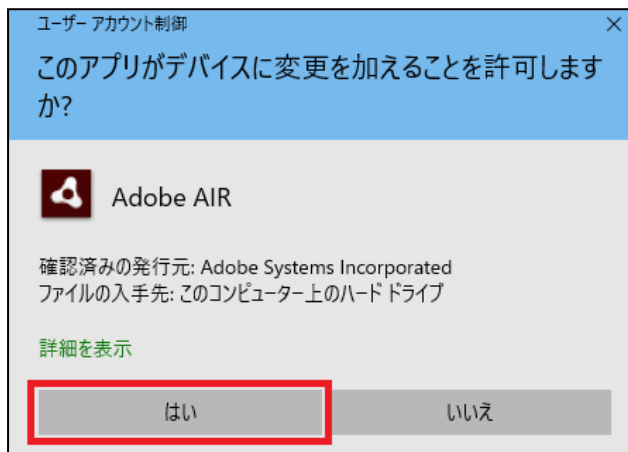 ユーザー アカウント制御
このアプリがデバイスに変更を加えることを許可します
か?
Adobe AIR
確認済みの発行元: Adobe Systems Incorporated
ファイルの入手先: このコンピューター上のハード ドライブ
詳細を表示
はい
いいえ